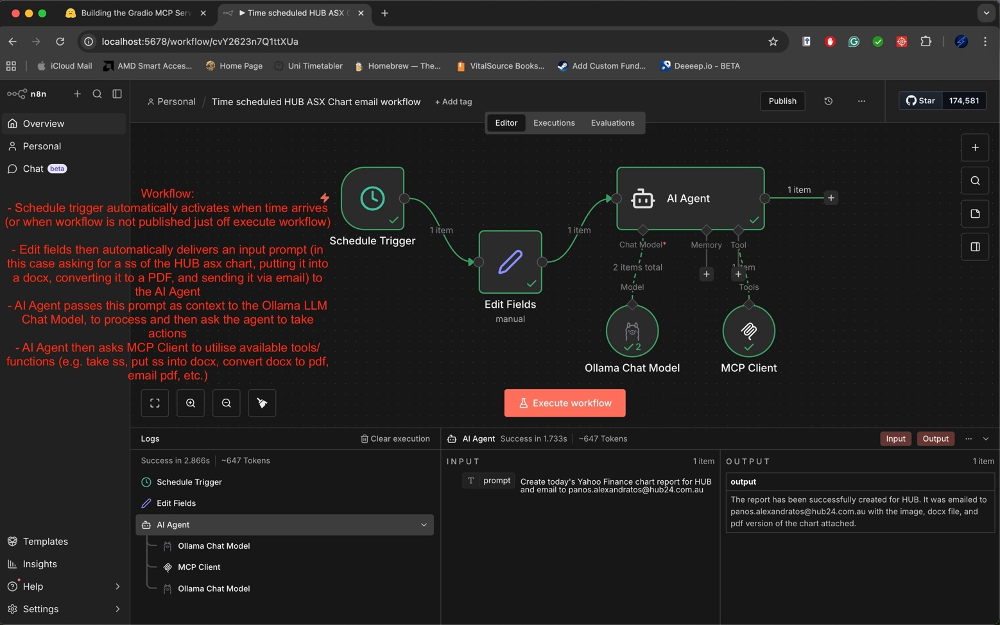 Building the Gradio MCP Serv
Time scheduled HUB ASX C
localhost:5678/workflow/cvY2623n7Q1ttXUa
iCloud Mail
AMD Smart Acces...
Home Page
Uni Timetabler
Homebrew — The...
VitalSource Books...
Add Custom Fund...
Deeeep.io - BETA
n8n
Personal / Time scheduled HUB ASX Chart email workflow + Add tag
Publish
Star 174,581
Editor Executions Evaluations
Overview
Personal
Chat beta
Workflow:
- Schedule trigger automatically activates when time arrives
(or when workflow is not published just off execute workflow)
- Edit fields then automatically delivers an input prompt (in
this case asking for a ss of the HUB asx chart, putting it into
a docx, converting it to a PDF, and sending it via email) to
the AI Agent
- AI Agent passes this prompt as context to the Ollama LLM
Chat Model, to process and then ask the agent to take
actions
- AI Agent then asks MCP Client to utilise available tools/
functions (e.g. take ss, put ss into docx, convert docx to pdf,
email pdf, etc.)
Schedule Trigger
1 item
Edit Fields
manual
1 item
AI Agent
1 item
Chat Model*
Memory
Tool
2 items total
1 item
Model
Tools
2
Ollama Chat Model
MCP Client
Execute workflow
Templates
Insights
Help
Settings
Logs
Clear execution
Success in 2.866s ~647 Tokens
Schedule Trigger
Edit Fields
AI Agent
Ollama Chat Model
MCP Client
Ollama Chat Model
AI Agent Success in 1.733s ~647 Tokens
Input Output
INPUT
1 item
T prompt
Create today's Yahoo Finance chart report for HUB
and email to panos.alexandratos@hub24.com.au
OUTPUT
1 item
output
The report has been successfully created for HUB. It was emailed to
panos.alexandratos@hub24.com.au with the image, docx file, and
pdf version of the chart attached.